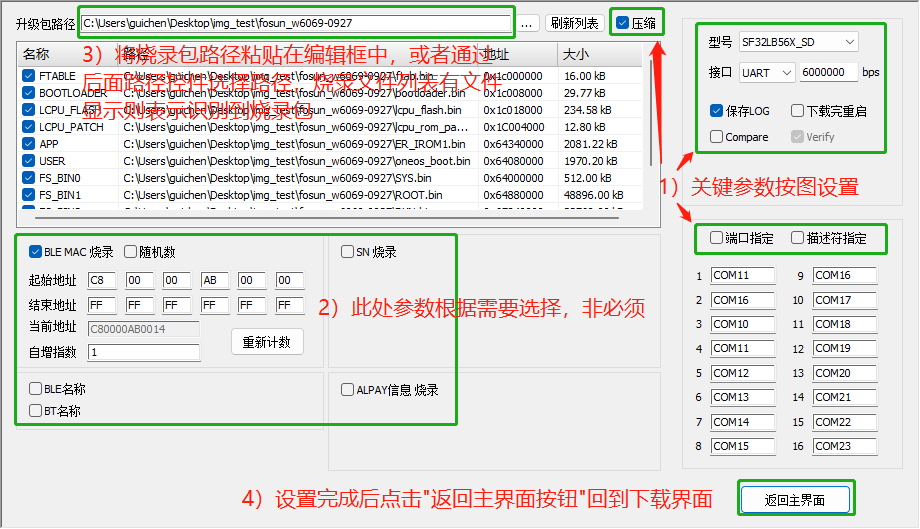 升级包路径 C:\Users\guichen\Desktop\img_test\fosun_w6069-0927 ... 刷新列表 压缩
名称 路径 地址 大小
3）将烧录包路径粘贴在编辑框中，或者通过
后面路径控件选择路径，烧录文件列表有文件
显示则表示识别到烧录包
FTABLE C:\Users\guichen\Desktop\img_test\fosun_w6069-0927\ftab.bin 0x1c000000 16.00 kB
BOOTLOADER C:\Users\guichen\Desktop\img_test\fosun_w6069-0927\bootloader.bin 0x1c008000 29.77 kB
LCPU_FLASH C:\Users\guichen\Desktop\img_test\fosun_w6069-0927\lcpu_flash.bin 0x1c018000 234.58 kB
LCPU_PATCH C:\Users\guichen\Desktop\img_test\fosun_w6069-0927\lcpu_rom_pa... 0x1C004000 12.80 kB
APP C:\Users\guichen\Desktop\img_test\fosun_w6069-0927\ER_IROM1.bin 0x64340000 2081.22 kB
USER C:\Users\guichen\Desktop\img_test\fosun_w6069-0927\oneos_boot.bin 0x64080000 1970.20 kB
FS_BIN0 C:\Users\guichen\Desktop\img_test\fosun_w6069-0927\SYS.bin 0x64000000 512.00 kB
FS_BIN1 C:\Users\guichen\Desktop\img_test\fosun_w6069-0927\ROOT.bin 0x64880000 48896.00 kB
型号 SF32LB56X_SD
接口 UART 6000000 bps
保存LOG 下载完重启
Compare Verify
1）关键参数按图设置
端口指定 描述符指定
1 COM11 9 COM16
2 COM16 10 COM17
3 COM10 11 COM18
4 COM11 12 COM19
5 COM12 13 COM20
6 COM13 14 COM21
7 COM14 15 COM22
8 COM15 16 COM23
BLE MAC 烧录 随机数
起始地址 C8 00 00 AB 00 00
结束地址 FF FF FF FF FF FF
当前地址 C80000AB0014
自增指数 1
重新计数
SN 烧录
2）此处参数根据需要选择，非必须
BLE名称
BT名称
ALPAY信息 烧录
4）设置完成后点击"返回主界面按钮"回到下载界面
返回主界面